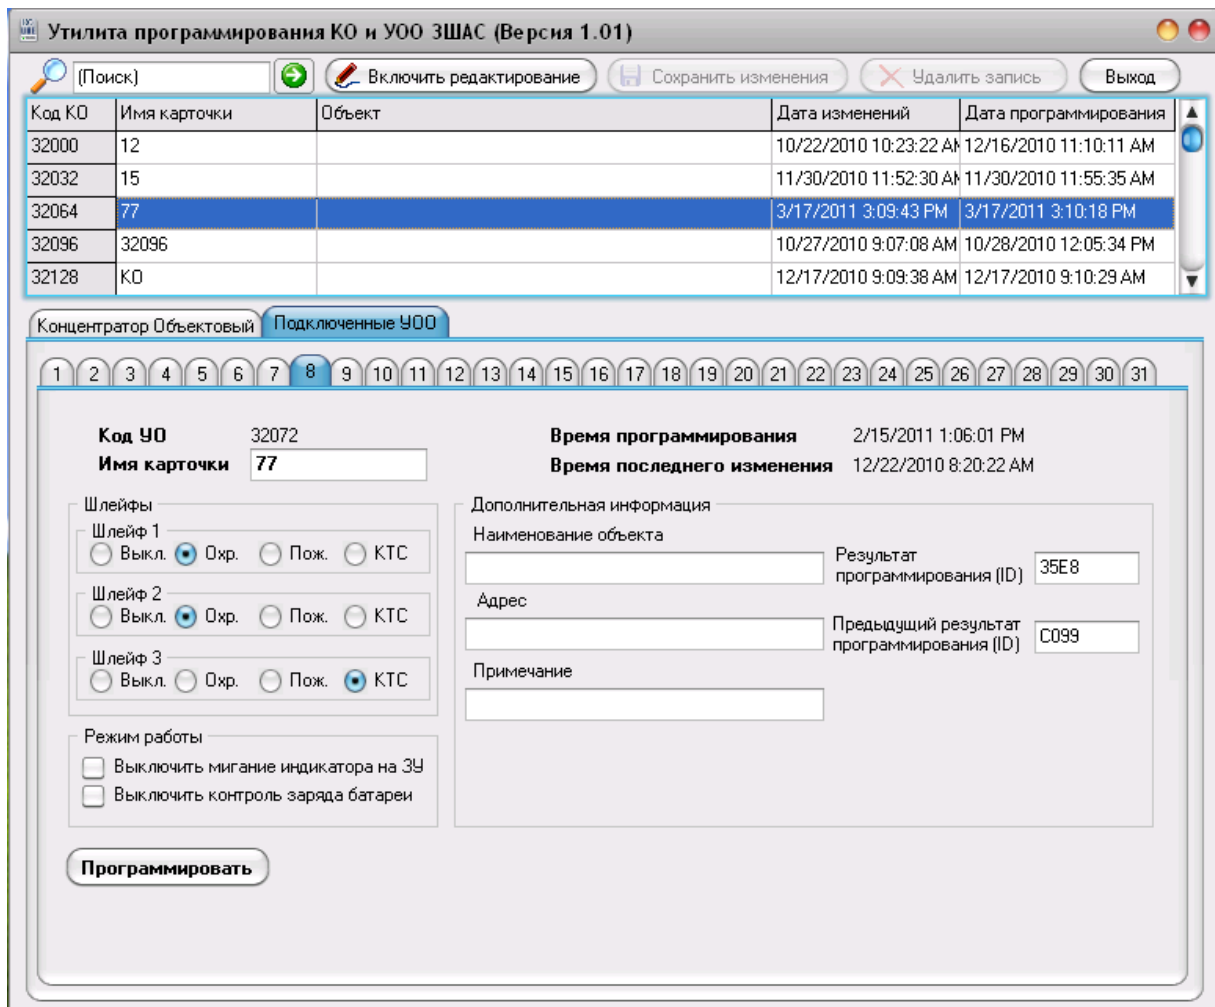 Утилита программирования КО и УОО 3ШАС (Версия 1.01)
(Поиск) Включить редактирование Сохранить изменения Удалить запись Выход
Код КО Имя карточки Объект Дата изменений Дата программирования
32000 12 10/22/2010 10:23:22 AM 12/16/2010 11:10:11 AM
32032 15 11/30/2010 11:52:30 AM 11/30/2010 11:55:35 AM
32064 77 3/17/2011 3:09:43 PM 3/17/2011 3:10:18 PM
32096 32096 10/27/2010 9:07:08 AM 10/28/2010 12:05:34 PM
32128 КО 12/17/2010 9:09:38 AM 12/17/2010 9:10:29 AM
Концентратор Объектовый Подключенные УОО
1 2 3 4 5 6 7 8 9 10 11 12 13 14 15 16 17 18 19 20 21 22 23 24 25 26 27 28 29 30 31
Код УО 32072 Время программирования 2/15/2011 1:06:01 PM
Имя карточки 77 Время последнего изменения 12/22/2010 8:20:22 AM
Шлейфы
Шлейф 1
Выкл. Охр. Пож. КТС
Шлейф 2
Выкл. Охр. Пож. КТС
Шлейф 3
Выкл. Охр. Пож. КТС
Режим работы
Выключить мигание индикатора на ЗУ
Выключить контроль заряда батареи
Дополнительная информация
Наименование объекта
Результат
программирования (ID) 35E8
Адрес
Предыдущий результат
программирования (ID) C099
Примечание
Программировать